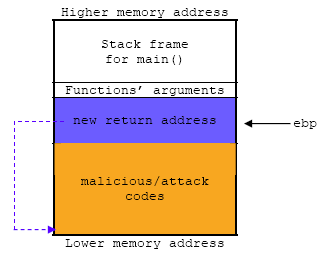 Higher memory address
Stack frame
for main()
Functions’ arguments
new return address
ebp
malicious/attack
codes
Lower memory address